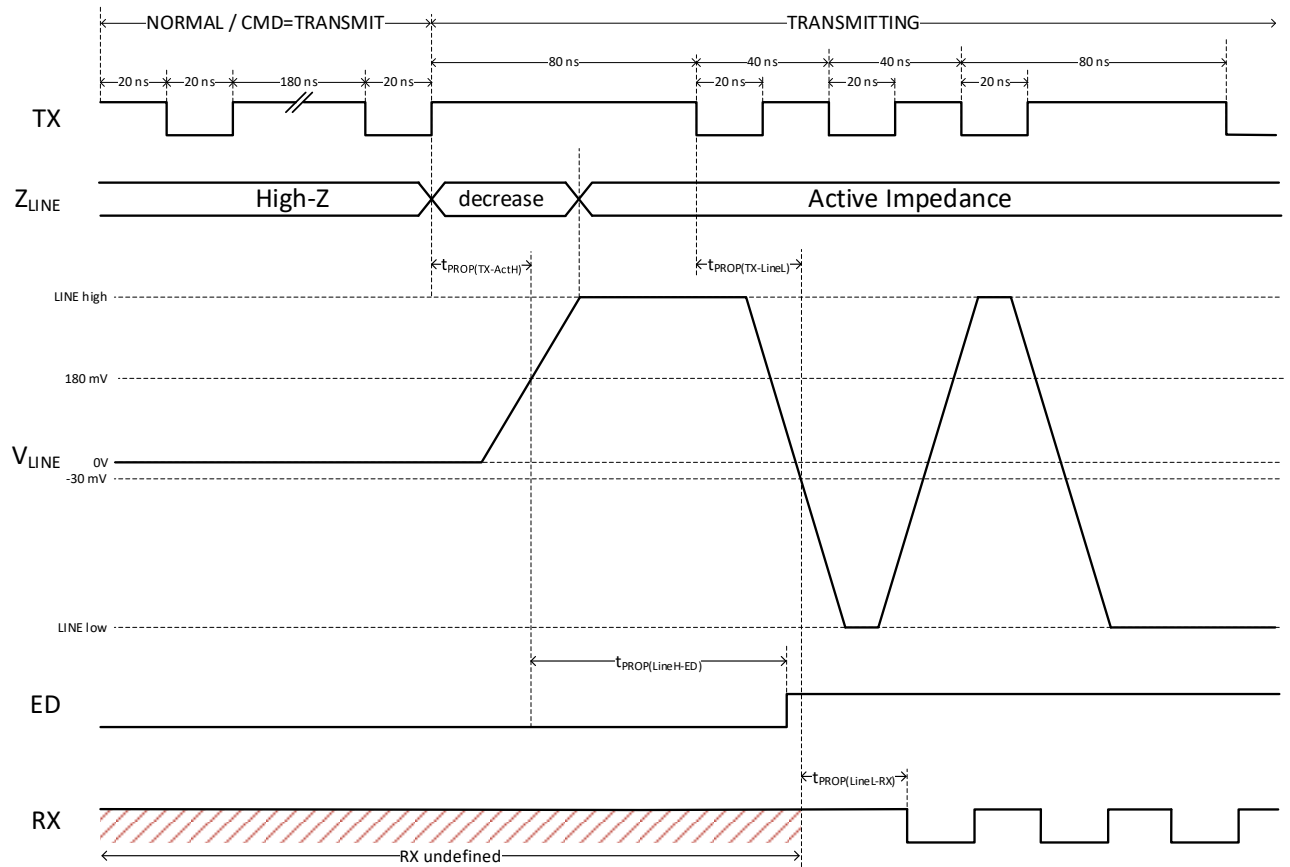 NORMAL / CMD=TRANSMIT
TRANSMITTING
80 ns
40 ns
40 ns
80 ns
20 ns
20 ns
180 ns
20 ns
20 ns
20 ns
20 ns
TX
ZLINE
High-Z
decrease
Active Impedance
tPROP(TX-ActH)
tPROP(TX-LineL)
LINE high
180 mV
VLINE
0V
-30 mV
LINE low
tPROP(LineH-ED)
ED
tPROP(LineL-RX)
RX
RX undefined